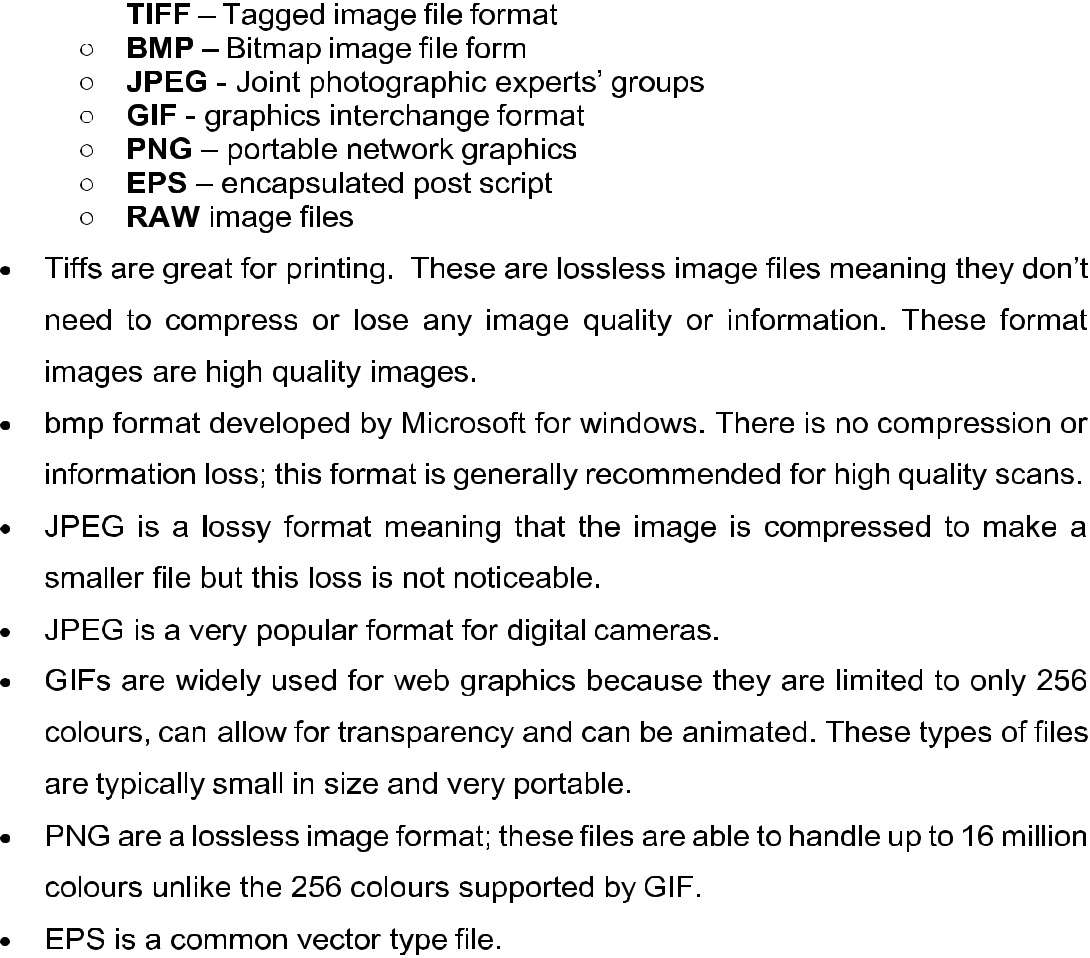 TIFF – Tagged image file format
○ BMP – Bitmap image file form
○ JPEG - Joint photographic experts' groups
○ GIF - graphics interchange format
○ PNG – portable network graphics
○ EPS – encapsulated post script
○ RAW image files
• Tiffs are great for printing.  These are lossless image files meaning they don't
need to compress or lose any image quality or information. These format
images are high quality images.
• bmp format developed by Microsoft for windows. There is no compression or
information loss; this format is generally recommended for high quality scans.
• JPEG is a lossy format meaning that the image is compressed to make a
smaller file but this loss is not noticeable.
• JPEG is a very popular format for digital cameras.
• GIFs are widely used for web graphics because they are limited to only 256
colours, can allow for transparency and can be animated. These types of files
are typically small in size and very portable.
• PNG are a lossless image format; these files are able to handle up to 16 million
colours unlike the 256 colours supported by GIF.
• EPS is a common vector type file.